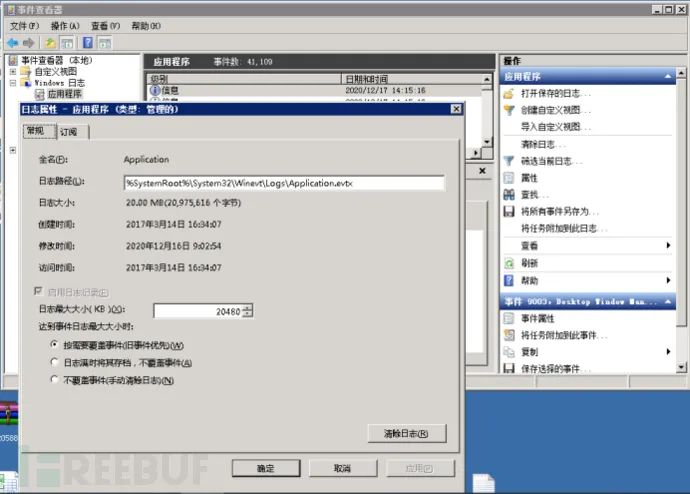 事件查看器
文件(F) 操作(A) 查看(V) 帮助(H)
事件查看器 (本地)
自定义视图
Windows 日志
应用程序
应用程序 事件数: 41,109
级别 日期和时间
信息 2020/12/17 14:15:16
信息 2020/12/17 14:15:16
日志属性 - 应用程序 (类型: 管理的)
常规 订阅
全名(F): Application
日志路径(L): %SystemRoot%\System32\Winevt\Logs\Application.evtx
日志大小: 20.00 MB(20,975,616 个字节)
创建时间: 2017年3月14日 16:34:07
修改时间: 2020年12月16日 9:02:54
访问时间: 2017年3月14日 16:34:07
启用日志记录(E)
日志最大大小( KB )(X): 20480
达到事件日志最大大小时:
按需要覆盖事件(旧事件优先)(W)
日志满时将其存档，不覆盖事件(A)
不覆盖事件(手动清除日志)(N)
清除日志(R)
确定 取消 应用(P)
操作
应用程序
打开保存的日志...
创建自定义视图...
导入自定义视图...
清除日志...
筛选当前日志...
属性
查找...
将所有事件另存为...
将任务附加到此日志...
查看
刷新
帮助
事件 9003，Desktop Window Man...
事件属性
将任务附加到此事件...
复制
保存选择的事件...
20588
FREEBUF